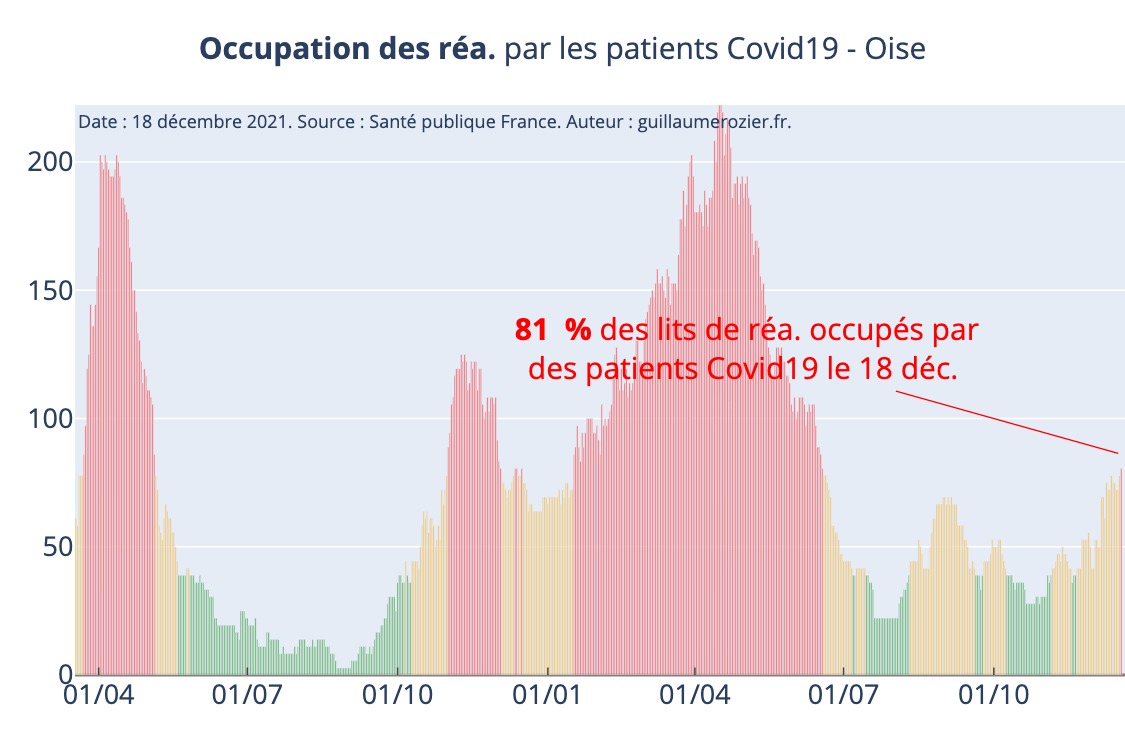 Occupation des réa. par les patients Covid19 - Oise
Date : 18 décembre 2021. Source : Santé publique France. Auteur : guillaumerozier.fr.
200
150
81 % des lits de réa. occupés par
des patients Covid19 le 18 déc.
100
50
0
01/04 01/07 01/10 01/01 01/04 01/07 01/10